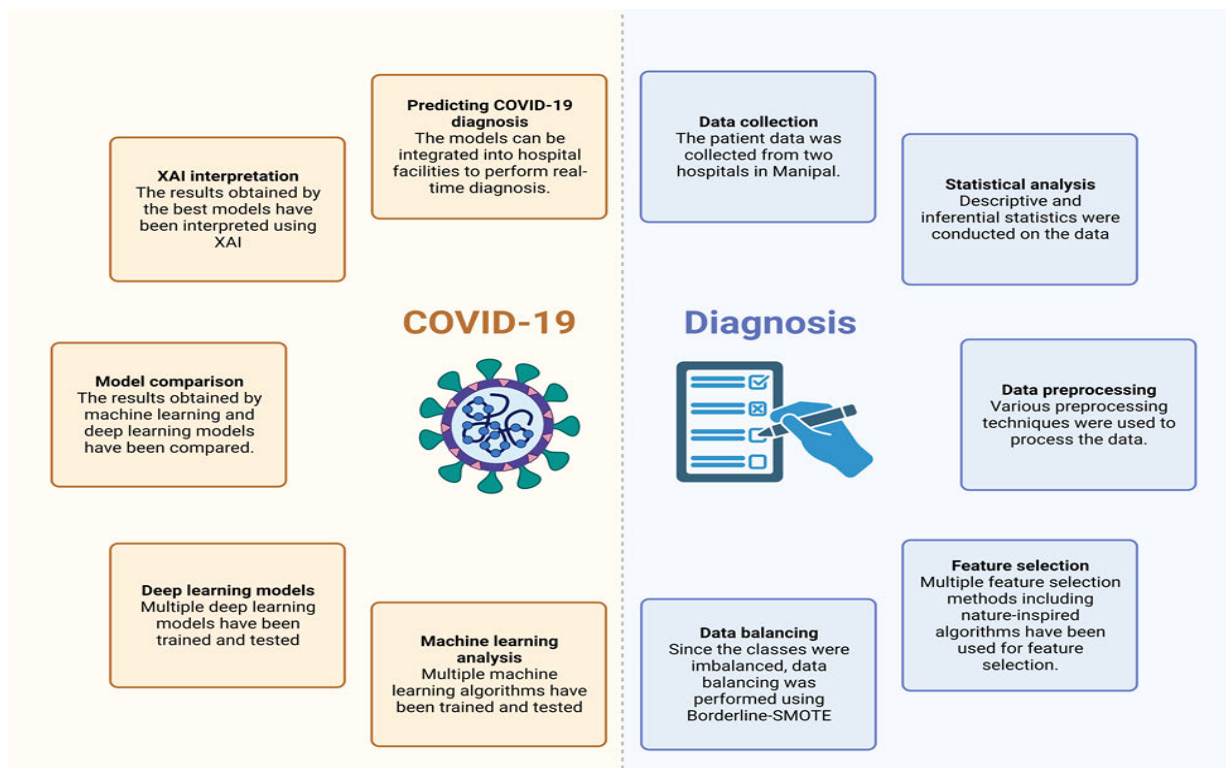 Predicting COVID-19
diagnosis
The models can be
integrated into hospital
facilities to perform real-
time diagnosis.
Data collection
The patient data was
collected from two
hospitals in Manipal.
XAI interpretation
The results obtained by
the best models have
been interpreted using
XAI
Statistical analysis
Descriptive and
inferential statistics were
conducted on the data
COVID-19
Diagnosis
Model comparison
The results obtained by
machine learning and
deep learning models
have been compared.
Data preprocessing
Various preprocessing
techniques were used to
process the data.
Deep learning models
Multiple deep learning
models have been
trained and tested
Feature selection
Multiple feature selection
methods including
nature-inspired
algorithms have been
used for feature
selection.
Machine learning
analysis
Multiple machine
learning algorithms have
been trained and tested
Data balancing
Since the classes were
imbalanced, data
balancing was
performed using
Borderline-SMOTE